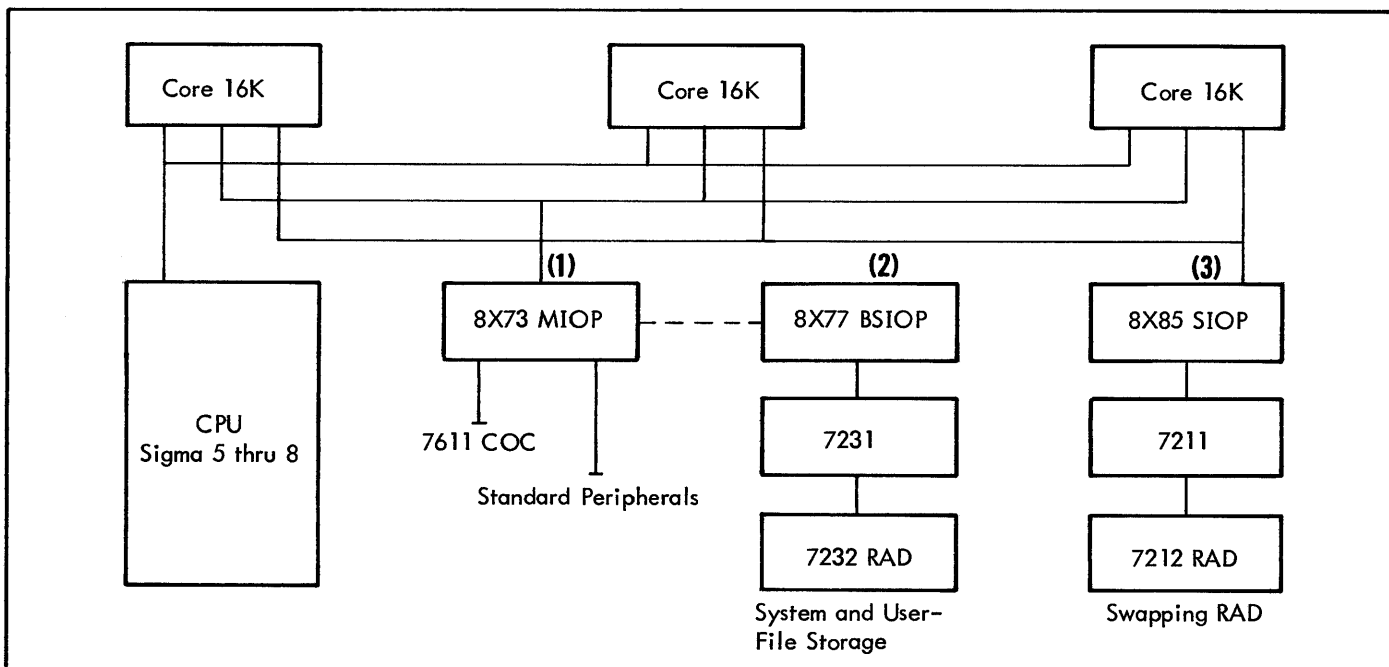 Core 16K
Core 16K
Core 16K
(1)
(2)
(3)
8X73 MIOP
8X77 BSIOP
8X85 SIOP
CPU
Sigma 5 thru 8
7611 COC
7231
7211
Standard Peripherals
7232 RAD
7212 RAD
System and User-
File Storage
Swapping RAD